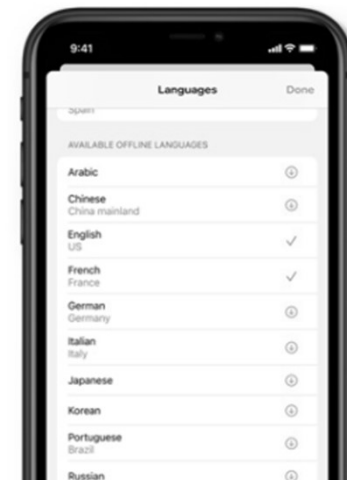 9:41
Languages
Done
Spain
AVAILABLE OFFLINE LANGUAGES
Arabic
Chinese
China mainland
English
US
French
France
German
Germany
Italian
Italy
Japanese
Korean
Portuguese
Brazil
Russian